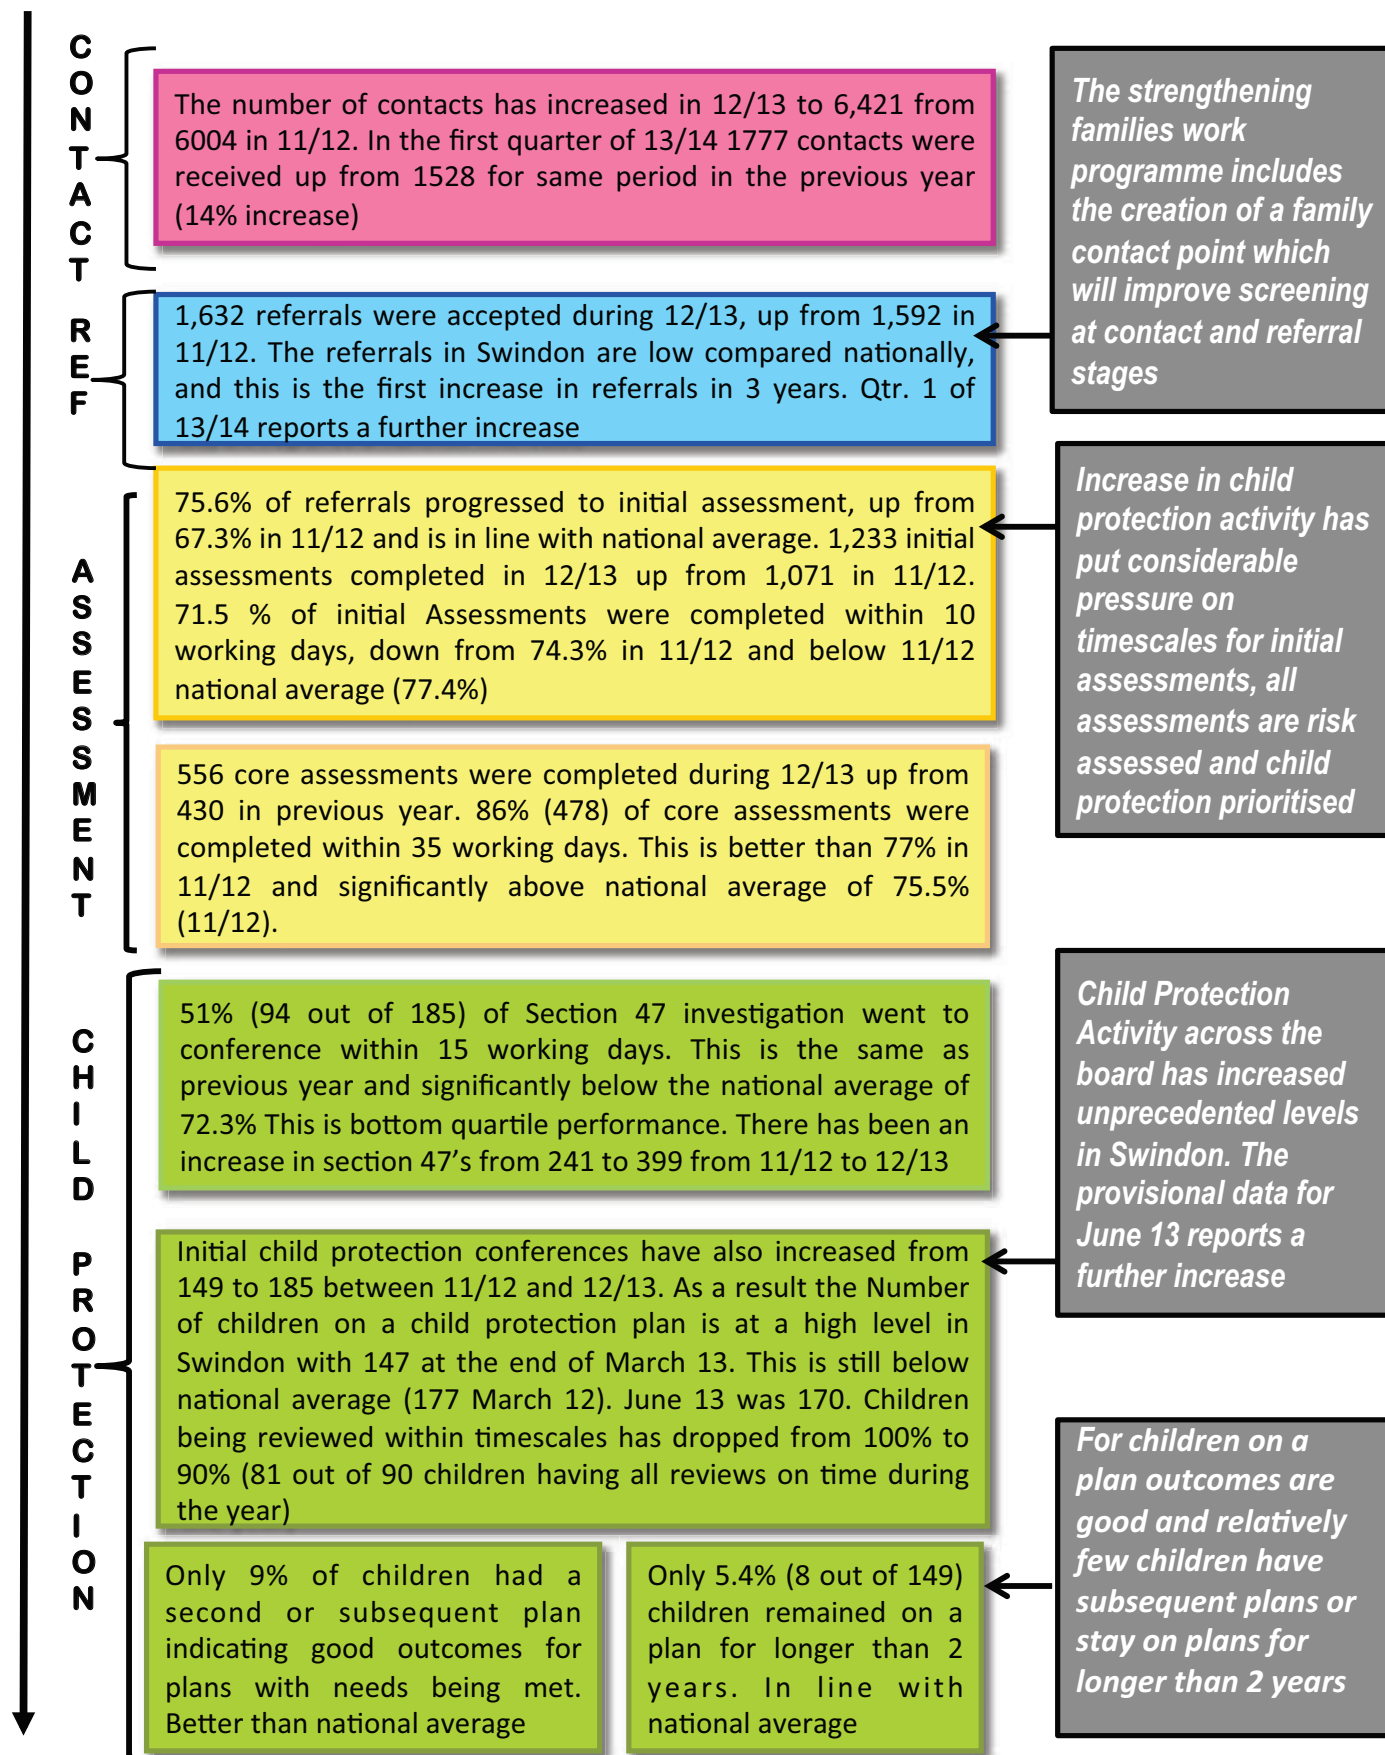 CONTACT
The number of contacts has increased in 12/13 to 6,421 from
6004 in 11/12. In the first quarter of 13/14 1777 contacts were
received up from 1528 for same period in the previous year
(14% increase)
The strengthening
families work
programme includes
the creation of a family
contact point which
will improve screening
at contact and referral
stages
REF
1,632 referrals were accepted during 12/13, up from 1,592 in
11/12. The referrals in Swindon are low compared nationally,
and this is the first increase in referrals in 3 years. Qtr. 1 of
13/14 reports a further increase
ASSESSMENT
75.6% of referrals progressed to initial assessment, up from
67.3% in 11/12 and is in line with national average. 1,233 initial
assessments completed in 12/13 up from 1,071 in 11/12.
71.5 % of initial Assessments were completed within 10
working days, down from 74.3% in 11/12 and below 11/12
national average (77.4%)
Increase in child
protection activity has
put considerable
pressure on
timescales for initial
assessments, all
assessments are risk
assessed and child
protection prioritised
556 core assessments were completed during 12/13 up from
430 in previous year. 86% (478) of core assessments were
completed within 35 working days. This is better than 77% in
11/12 and significantly above national average of 75.5%
(11/12).
CHILD PROTECTION
51% (94 out of 185) of Section 47 investigation went to
conference within 15 working days. This is the same as
previous year and significantly below the national average of
72.3% This is bottom quartile performance. There has been an
increase in section 47's from 241 to 399 from 11/12 to 12/13
Child Protection
Activity across the
board has increased
unprecedented levels
in Swindon. The
provisional data for
June 13 reports a
further increase
Initial child protection conferences have also increased from
149 to 185 between 11/12 and 12/13. As a result the Number
of children on a child protection plan is at a high level in
Swindon with 147 at the end of March 13. This is still below
national average (177 March 12). June 13 was 170. Children
being reviewed within timescales has dropped from 100% to
90% (81 out of 90 children having all reviews on time during
the year)
Only 9% of children had a
second or subsequent plan
indicating good outcomes for
plans with needs being met.
Better than national average
Only 5.4% (8 out of 149)
children remained on a
plan for longer than 2
years. In line with
national average
For children on a
plan outcomes are
good and relatively
few children have
subsequent plans or
stay on plans for
longer than 2 years